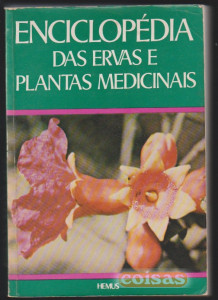 ENCICLOPÉDIA
DAS ERVAS E
PLANTAS MEDICINAIS
HEMUS
coisas